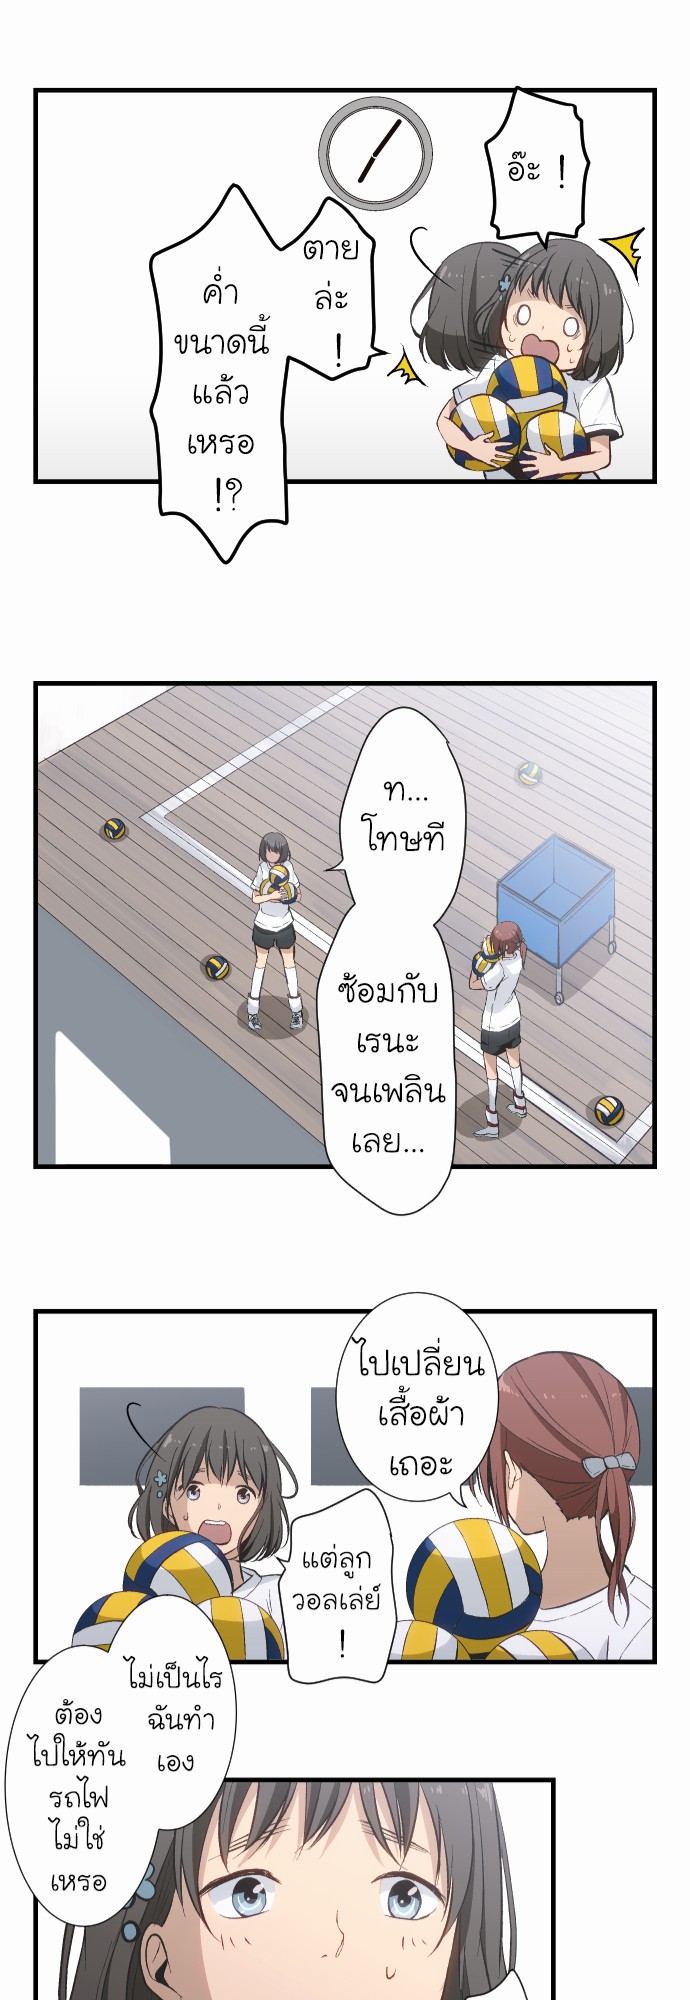 อ๊ะ !
ตาย
ล่ะ
!
ค่ำ
ขนาดนี้
แล้ว
เหรอ
!?
ท...
โทษที
ซ้อมกับ
เรนะ
จนเพลิน
เลย...
ไปเปลี่ยน
เสื้อผ้า
เถอะ
แต่ลูก
วอลเล่ย์
!
ไม่เป็นไร
ฉันทำ
เอง
ต้อง
ไปให้ทัน
รถไฟ
ไม่ใช่
เหรอ